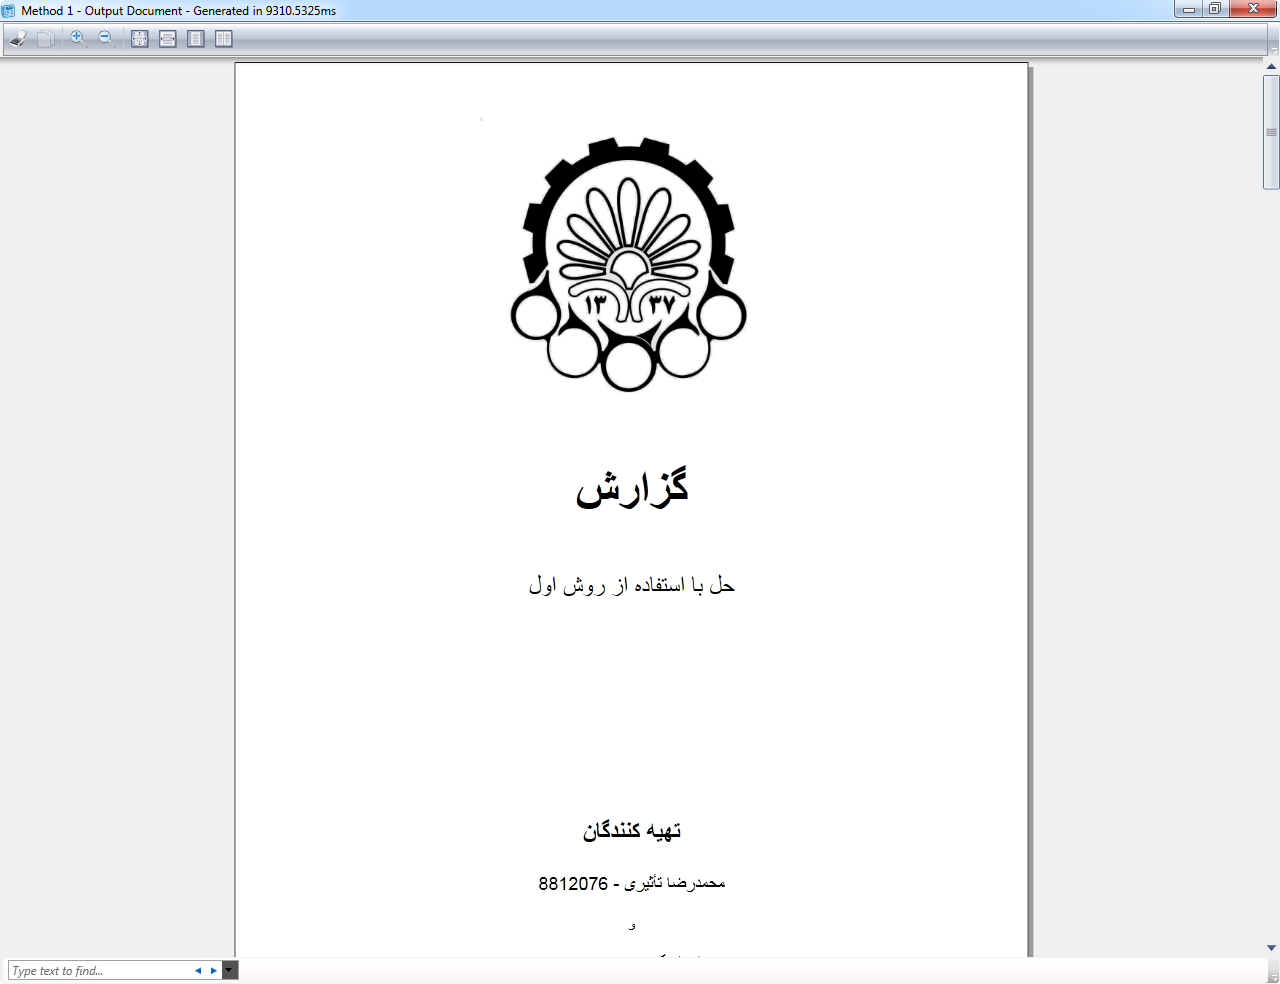 Method 1 - Output Document - Generated in 9310.5325ms
۱۳ ۳۷
گزارش
حل با استفاده از روش اول
تهیه کنندگان
محمدرضا تأثیری - 8812076
و
Type text to find...